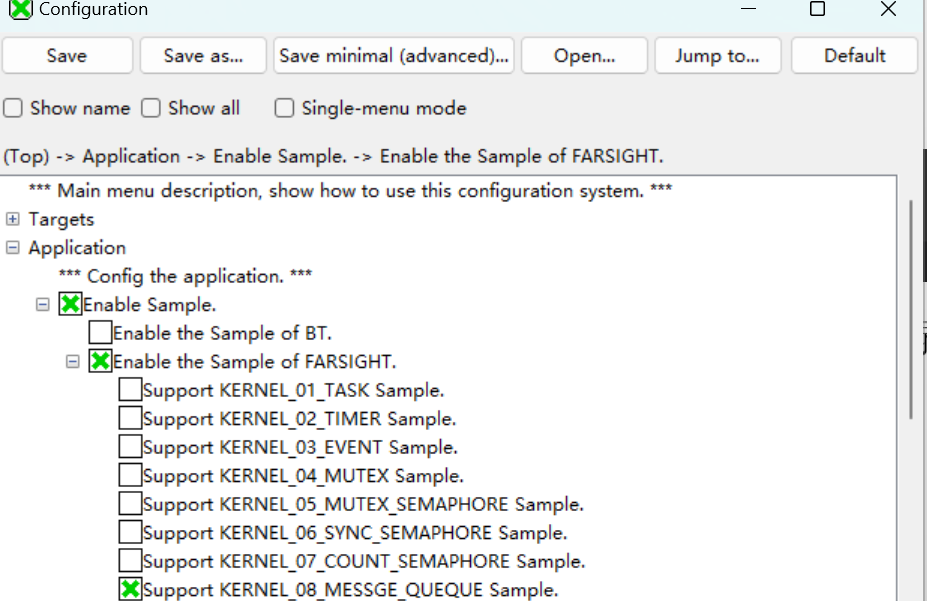 Configuration
Save Save as... Save minimal (advanced)... Open... Jump to... Default
Show name Show all Single-menu mode
(Top) -> Application -> Enable Sample. -> Enable the Sample of FARSIGHT.
*** Main menu description, show how to use this configuration system. ***
Targets
Application
*** Config the application. ***
Enable Sample.
Enable the Sample of BT.
Enable the Sample of FARSIGHT.
Support KERNEL_01_TASK Sample.
Support KERNEL_02_TIMER Sample.
Support KERNEL_03_EVENT Sample.
Support KERNEL_04_MUTEX Sample.
Support KERNEL_05_MUTEX_SEMAPHORE Sample.
Support KERNEL_06_SYNC_SEMAPHORE Sample.
Support KERNEL_07_COUNT_SEMAPHORE Sample.
Support KERNEL_08_MESSGE_QUEQUE Sample.